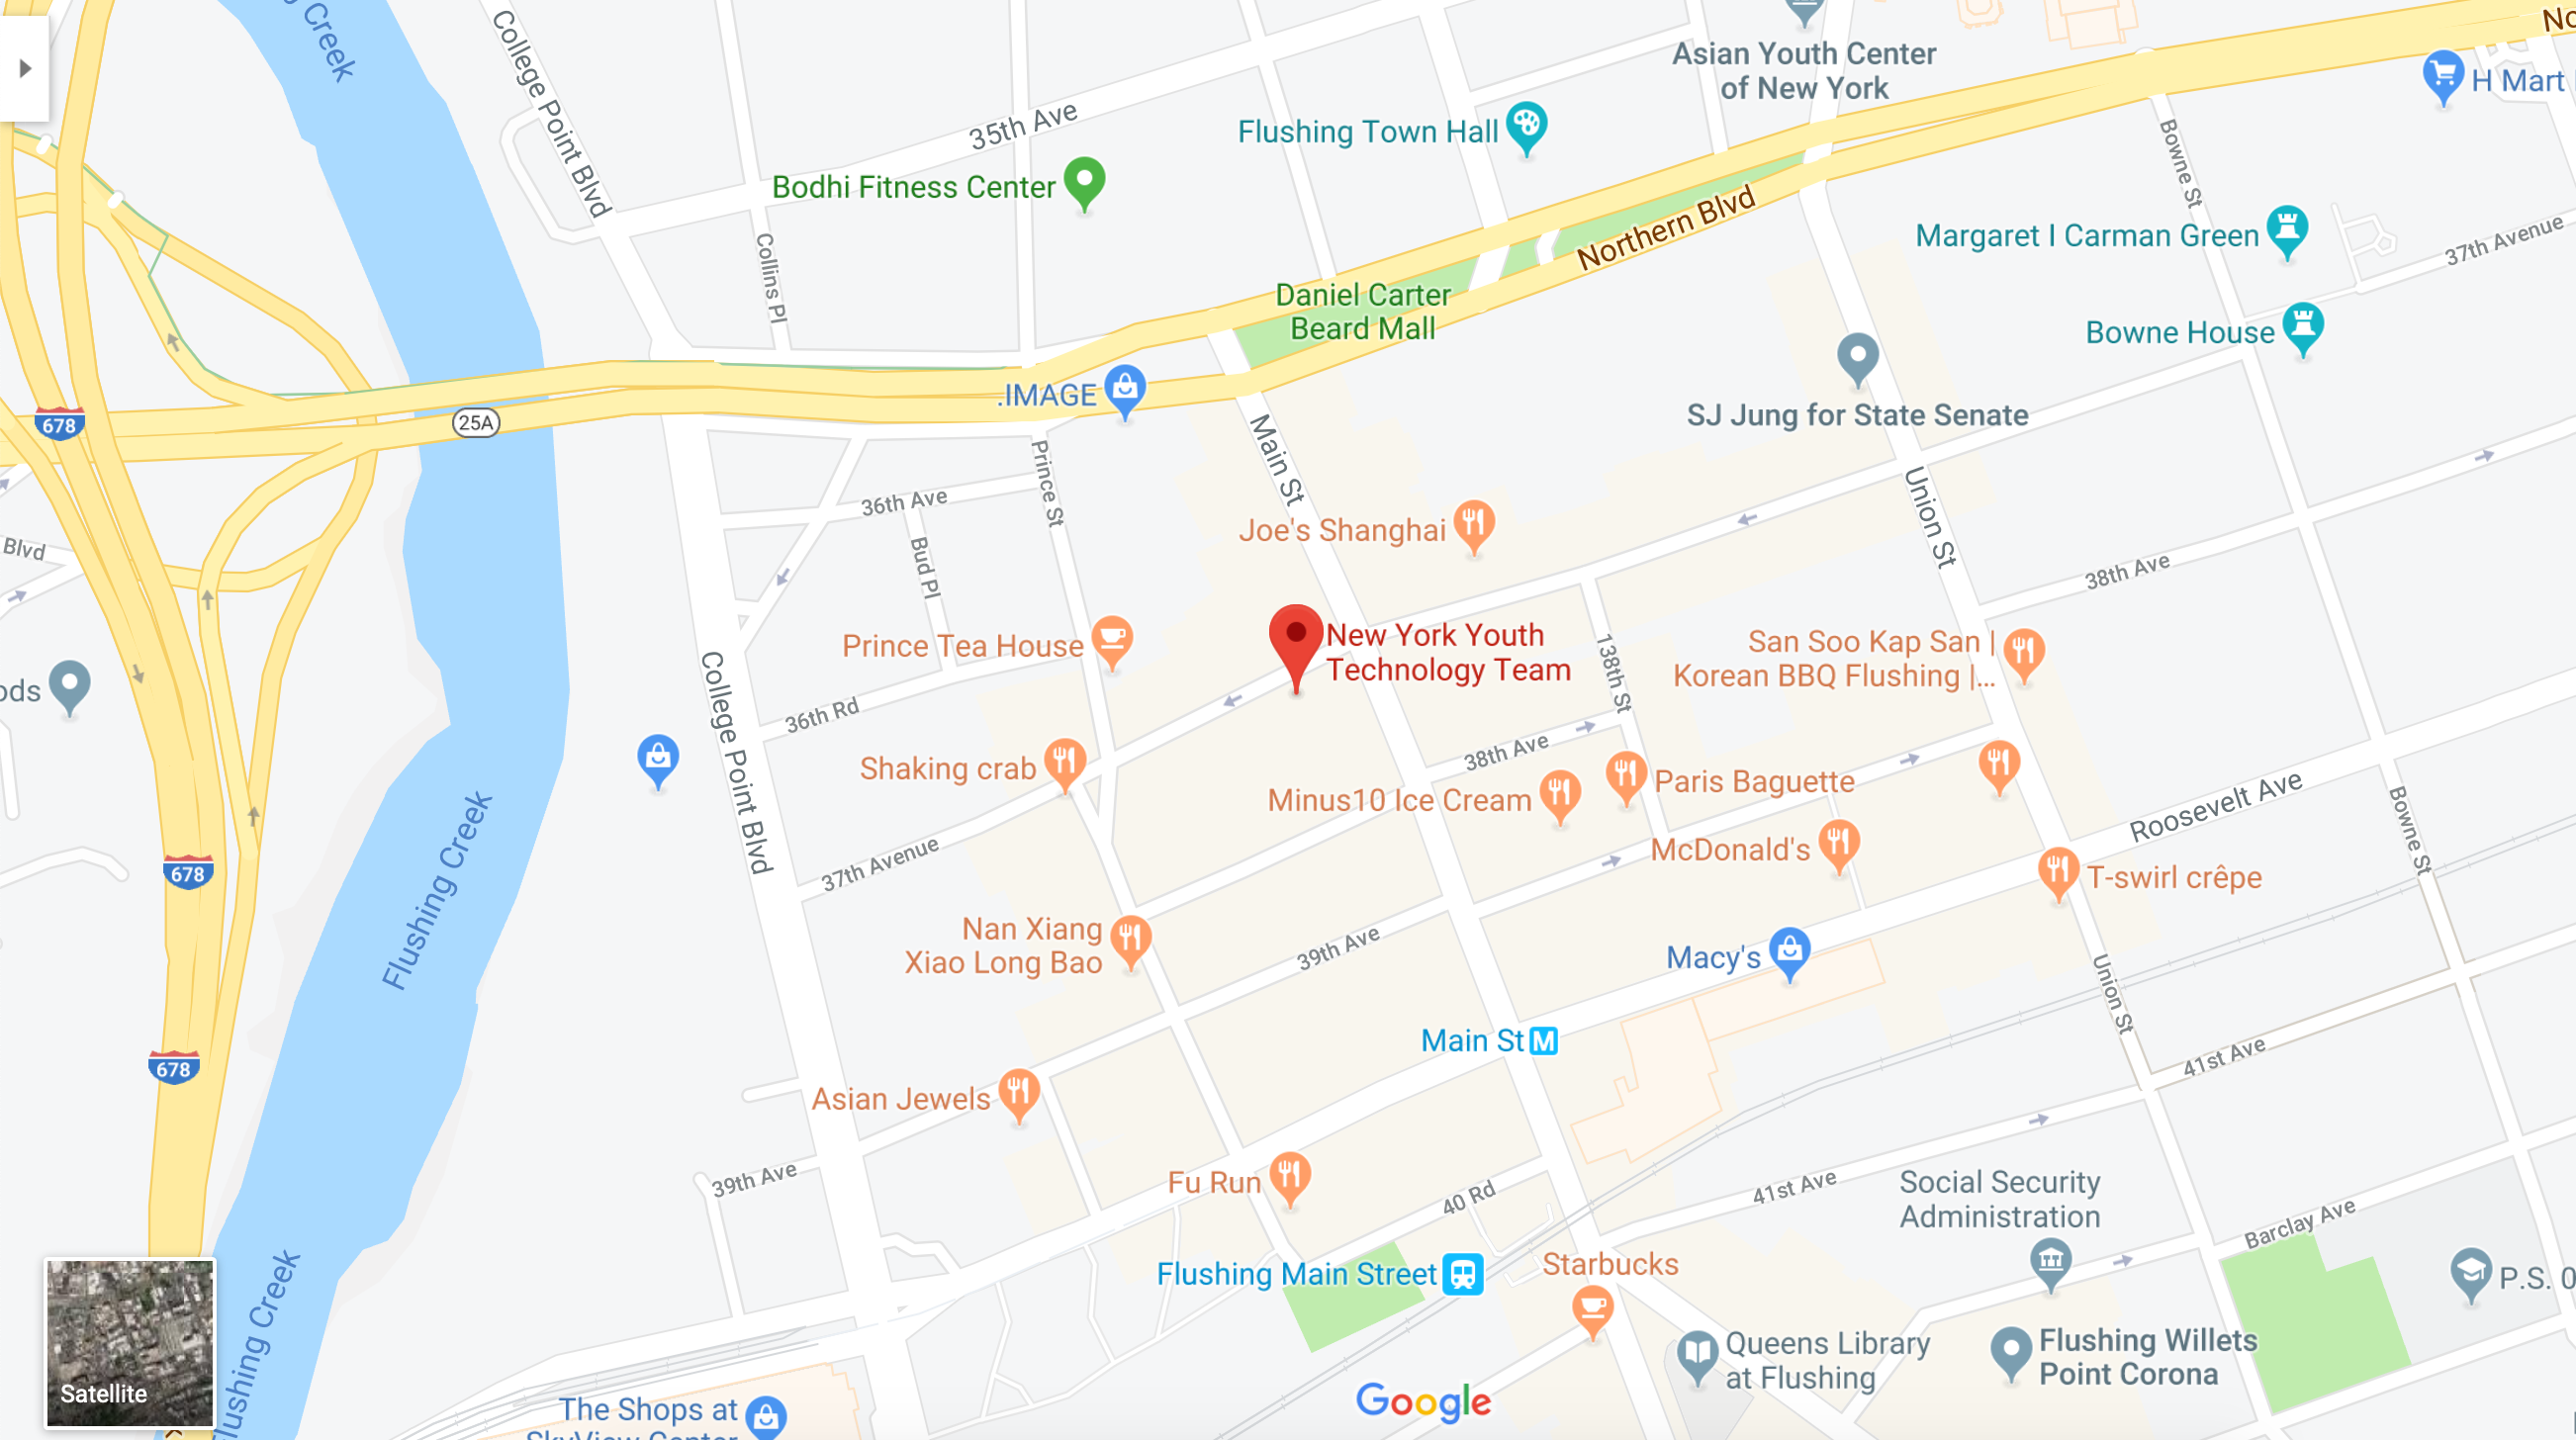 Creek
College Point Blvd
35th Ave
Asian Youth Center
of New York
No
H Mart
Flushing Town Hall
Bodhi Fitness Center
Northern Blvd
Bowne St
Margaret I Carman Green
37th Avenue
Collins Pl
Daniel Carter
Beard Mall
Bowne House
.IMAGE
678
25A
Main St
SJ Jung for State Senate
Prince St
36th Ave
Joe's Shanghai
Union St
Blvd
Bud Pl
38th Ave
Prince Tea House
New York Youth
Technology Team
138th St
San Soo Kap San |
Korean BBQ Flushing |...
ods
College Point Blvd
36th Rd
Shaking crab
38th Ave
Minus10 Ice Cream
Paris Baguette
Roosevelt Ave
Bowne St
37th Avenue
McDonald's
678
T-swirl crêpe
Flushing Creek
Nan Xiang
Xiao Long Bao
39th Ave
Macy's
Union St
Main St M
678
41st Ave
Asian Jewels
39th Ave
Fu Run
40 Rd
41st Ave
Social Security
Administration
Barclay Ave
Flushing Main Street
Starbucks
P.S. 0
Flushing Creek
Queens Library
at Flushing
Flushing Willets
Point Corona
Satellite
Google
The Shops at
SkyView Center